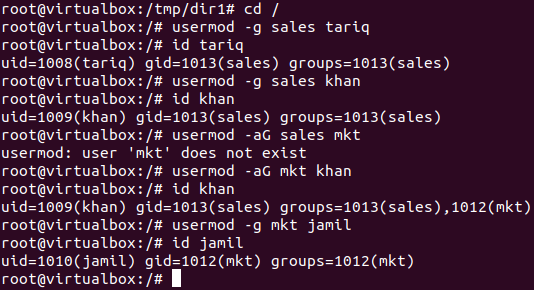 root@virtualbox:/tmp/dir1# cd /
root@virtualbox:/# usermod -g sales tariq
root@virtualbox:/# id tariq
uid=1008(tariq) gid=1013(sales) groups=1013(sales)
root@virtualbox:/# usermod -g sales khan
root@virtualbox:/# id khan
uid=1009(khan) gid=1013(sales) groups=1013(sales)
root@virtualbox:/# usermod -aG sales mkt
usermod: user 'mkt' does not exist
root@virtualbox:/# usermod -aG mkt khan
root@virtualbox:/# id khan
uid=1009(khan) gid=1013(sales) groups=1013(sales),1012(mkt)
root@virtualbox:/# usermod -g mkt jamil
root@virtualbox:/# id jamil
uid=1010(jamil) gid=1012(mkt) groups=1012(mkt)
root@virtualbox:/#